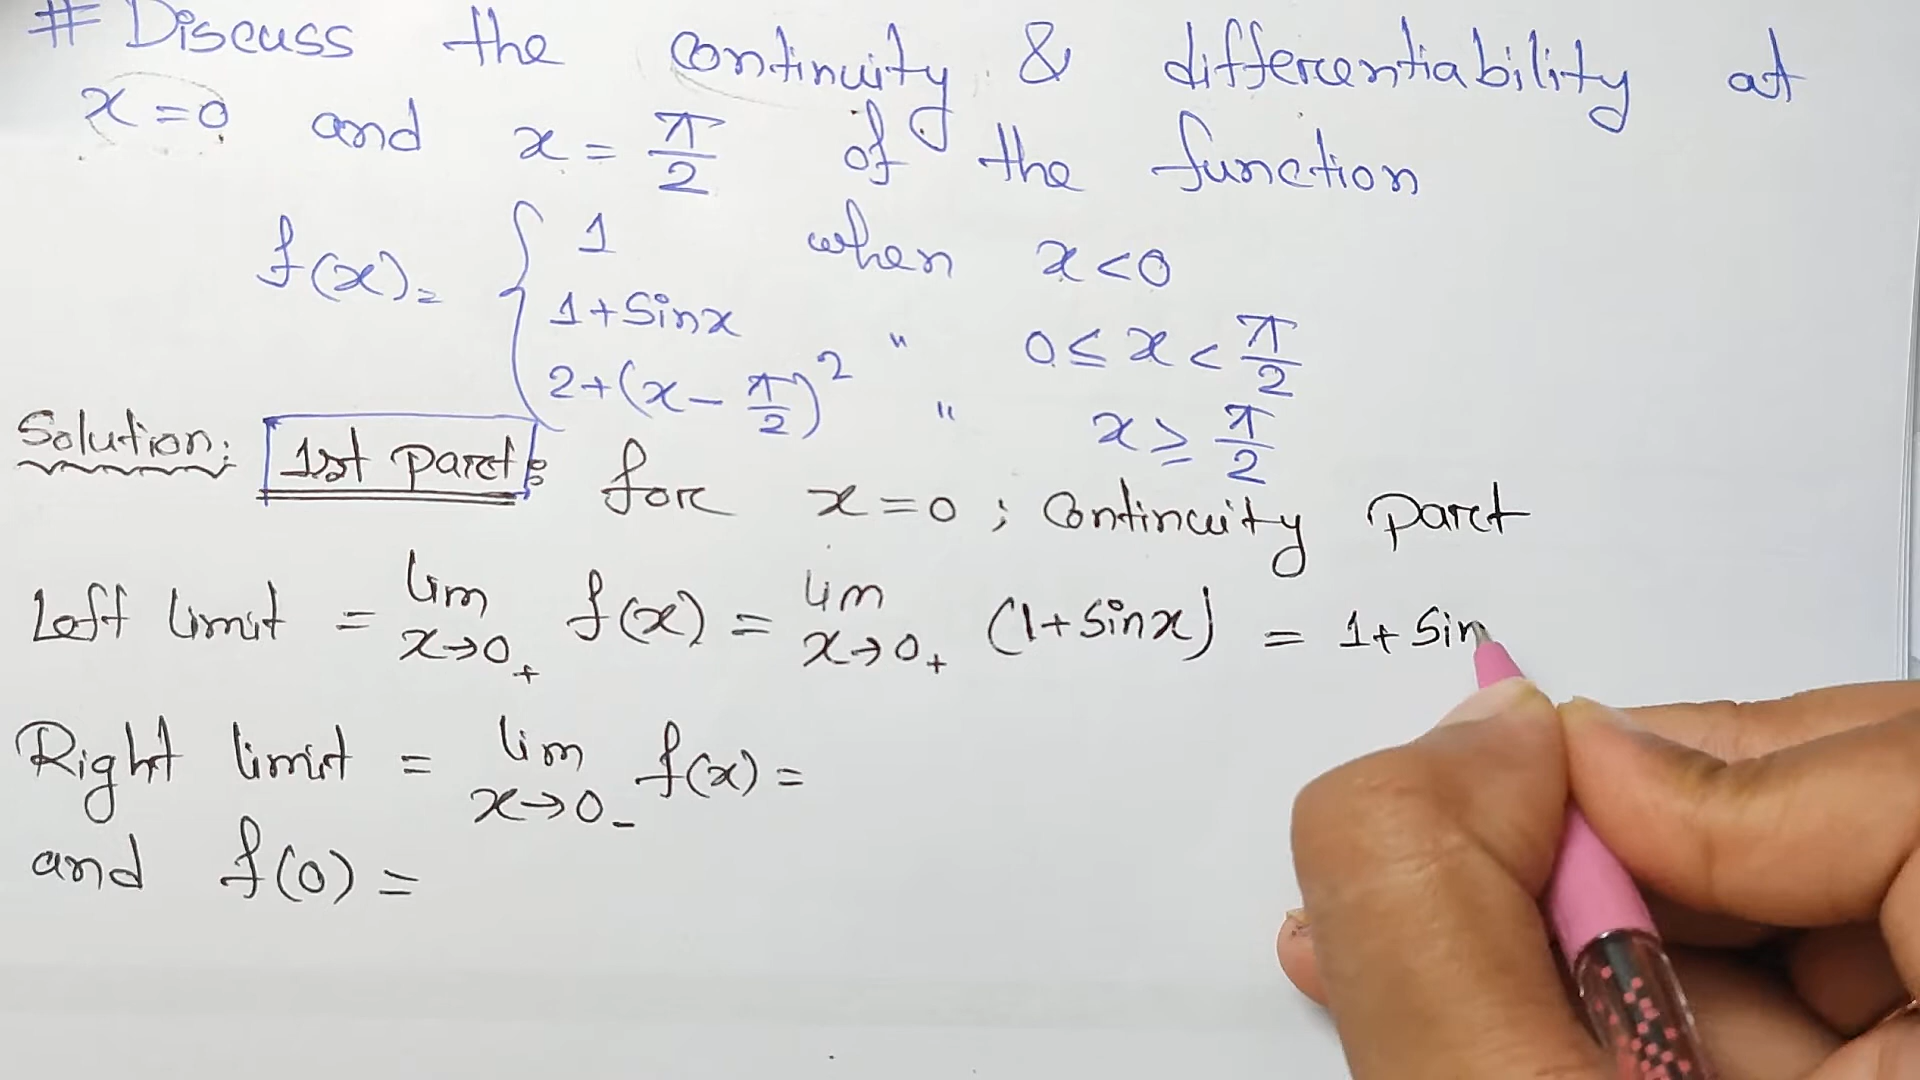 # Discuss the continuity & differentiability at
x=0 and x = π/2 of the function
f(x) = { 1 when x<0
1+Sinx " 0 ≤ x < π/2
2+(x-π/2)² " x ≥ π/2
Solution: 1st part: for x=0; Continuity part
Left limit = lim x→0+ f(x) = lim x→0+ (1+Sinx) = 1+ Sin
Right limit = lim x→0- f(x) =
and f(0) =